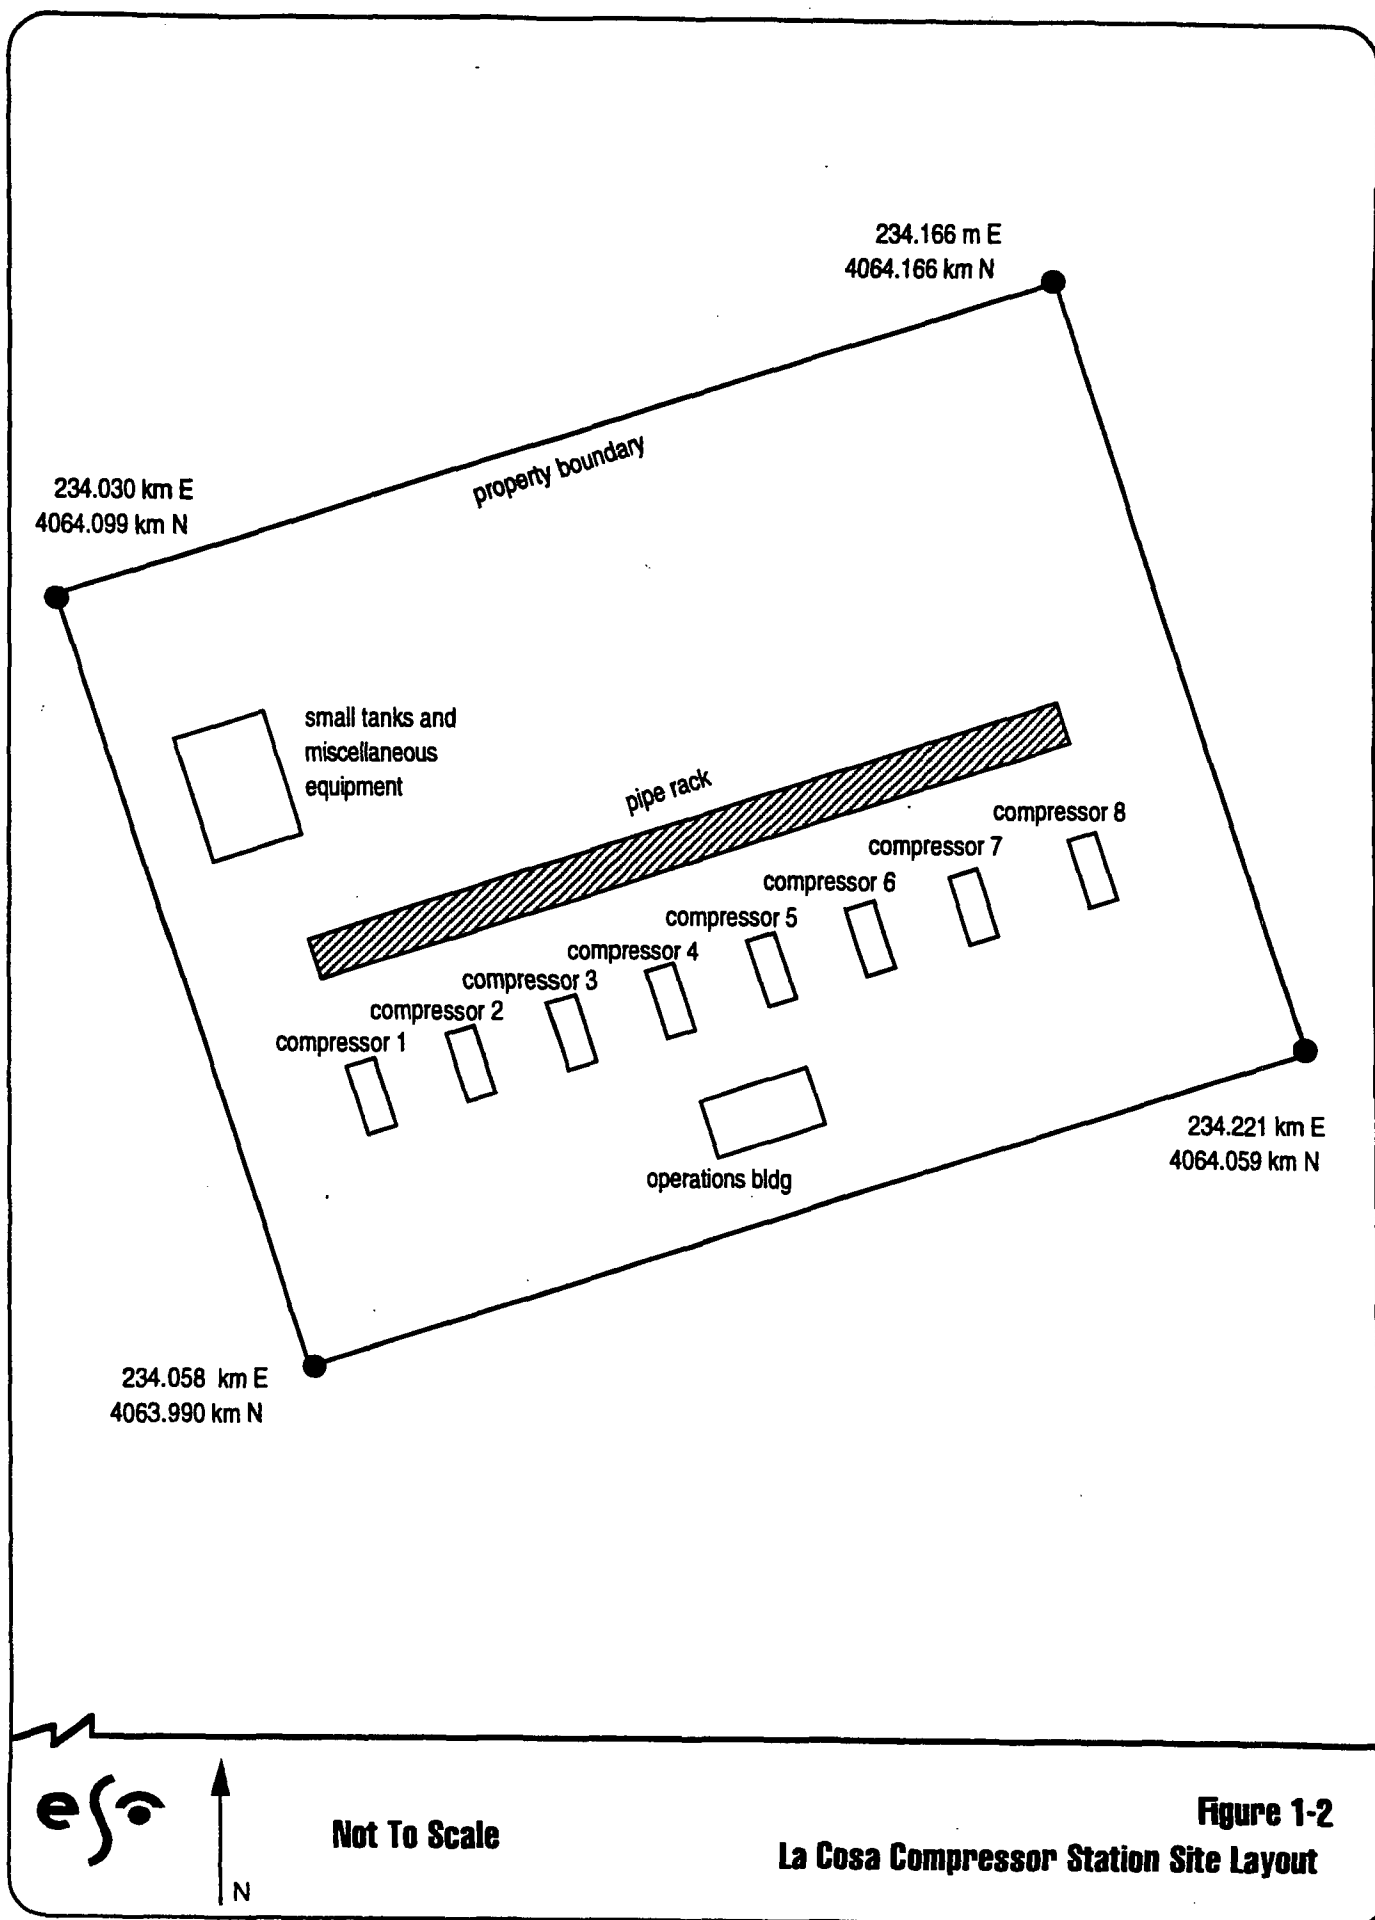 234.166 m E
4064.166 km N
property boundary
234.030 km E
4064.099 km N
small tanks and
miscellaneous
equipment
pipe rack
compressor 8
compressor 7
compressor 6
compressor 5
compressor 4
compressor 3
compressor 2
compressor 1
operations bldg
234.221 km E
4064.059 km N
234.058 km E
4063.990 km N
es
N
Not To Scale
Figure 1-2
La Cosa Compressor Station Site Layout